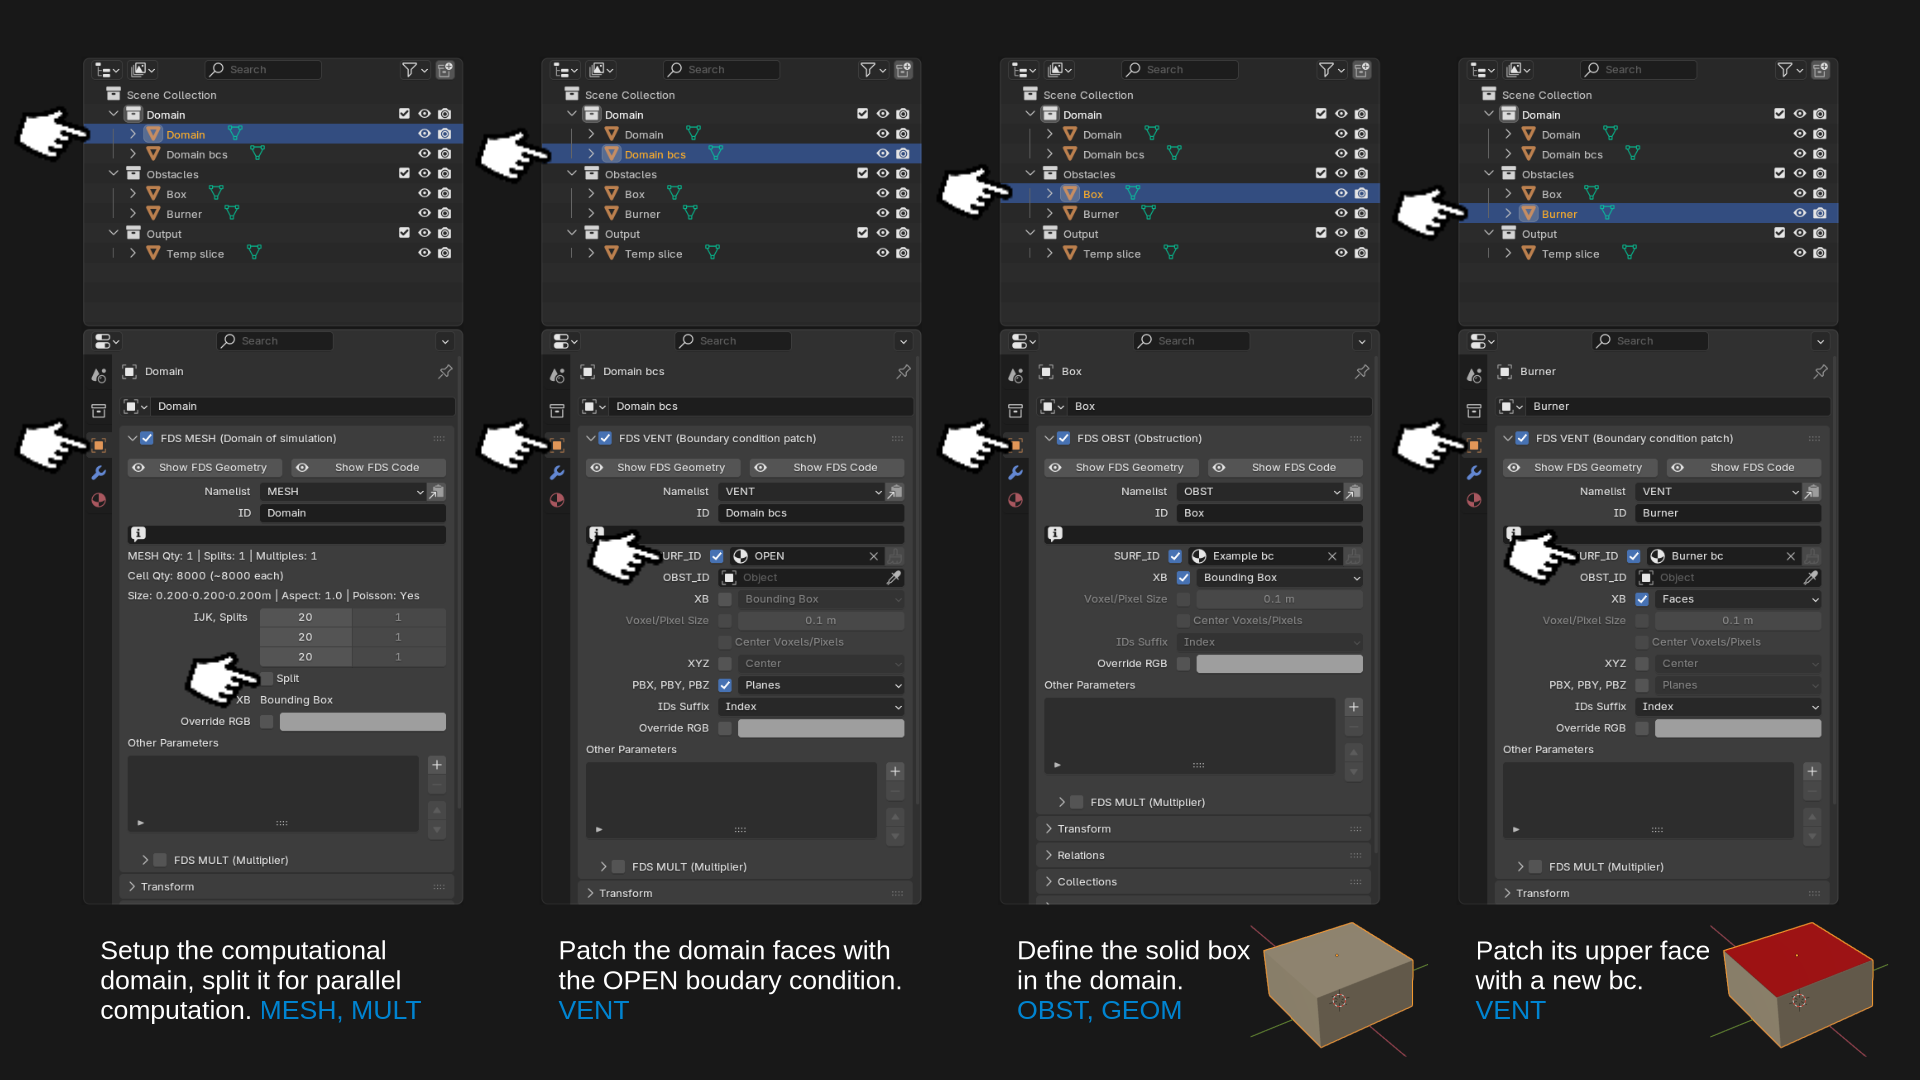 Search
Scene Collection
Domain
Domain
Domain bcs
Obstacles
Box
Burner
Output
Temp slice
Search
Domain
Domain
FDS MESH (Domain of simulation)
Show FDS Geometry
Show FDS Code
Namelist MESH
ID Domain
MESH Qty: 1 | Splits: 1 | Multiples: 1
Cell Qty: 8000 (~8000 each)
Size: 0.200·0.200·0.200m | Aspect: 1.0 | Poisson: Yes
IJK, Splits 20 1
20 1
20 1
Split
XB Bounding Box
Override RGB
Other Parameters
FDS MULT (Multiplier)
Transform
Setup the computational
domain, split it for parallel
computation. MESH, MULT
Search
Scene Collection
Domain
Domain
Domain bcs
Obstacles
Box
Burner
Output
Temp slice
Search
Domain bcs
Domain bcs
FDS VENT (Boundary condition patch)
Show FDS Geometry
Show FDS Code
Namelist VENT
ID Domain bcs
URF_ID OPEN
OBST_ID Object
XB Bounding Box
Voxel/Pixel Size 0.1 m
Center Voxels/Pixels
XYZ Center
PBX, PBY, PBZ Planes
IDs Suffix Index
Override RGB
Other Parameters
FDS MULT (Multiplier)
Transform
Patch the domain faces with
the OPEN boudary condition.
VENT
Search
Scene Collection
Domain
Domain
Domain bcs
Obstacles
Box
Burner
Output
Temp slice
Search
Box
Box
FDS OBST (Obstruction)
Show FDS Geometry
Show FDS Code
Namelist OBST
ID Box
SURF_ID Example bc
XB Bounding Box
Voxel/Pixel Size 0.1 m
Center Voxels/Pixels
IDs Suffix Index
Override RGB
Other Parameters
FDS MULT (Multiplier)
Transform
Relations
Collections
Define the solid box
in the domain.
OBST, GEOM
Search
Scene Collection
Domain
Domain
Domain bcs
Obstacles
Box
Burner
Output
Temp slice
Search
Burner
Burner
FDS VENT (Boundary condition patch)
Show FDS Geometry
Show FDS Code
Namelist VENT
ID Burner
URF_ID Burner bc
OBST_ID Object
XB Faces
Voxel/Pixel Size 0.1 m
Center Voxels/Pixels
XYZ Center
PBX, PBY, PBZ Planes
IDs Suffix Index
Override RGB
Other Parameters
FDS MULT (Multiplier)
Transform
Patch its upper face
with a new bc.
VENT